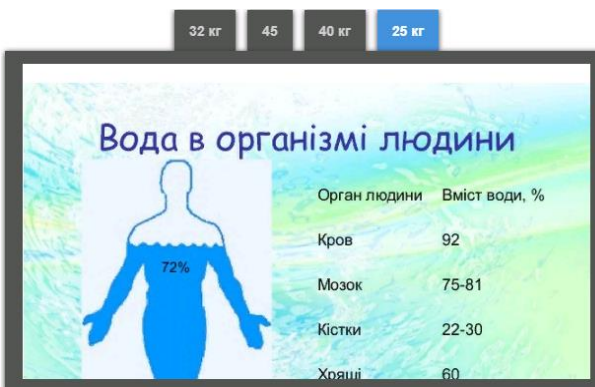 32 кг 45 40 кг 25 кг
Вода в організмі людини
Орган людини Вміст води, %
Кров 92
72%
Мозок 75-81
Кістки 22-30
Хрящі 60